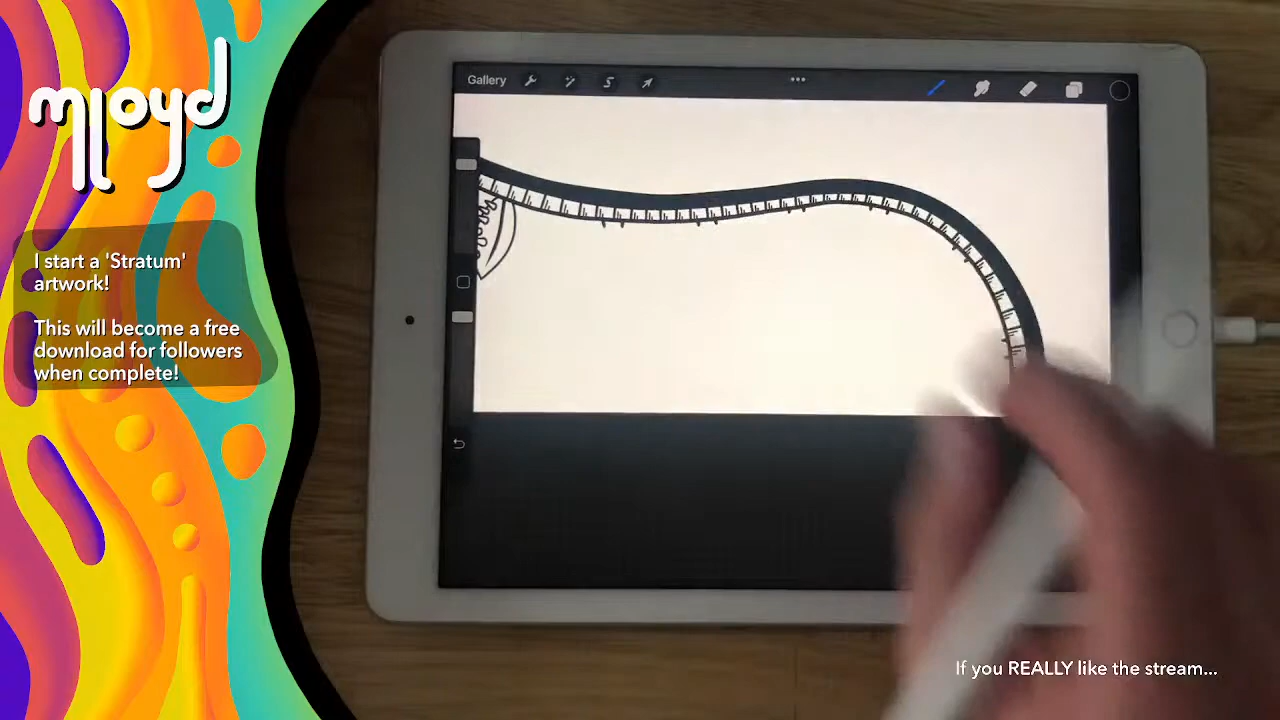 mlloyd
I start a 'Stratum'
artwork!
This will become a free
download for followers
when complete!
Gallery
If you REALLY like the stream...